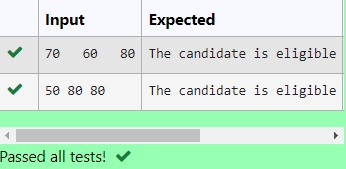 Input Expected
70   60   80 The candidate is eligible
50 80 80 The candidate is eligible
Passed all tests!